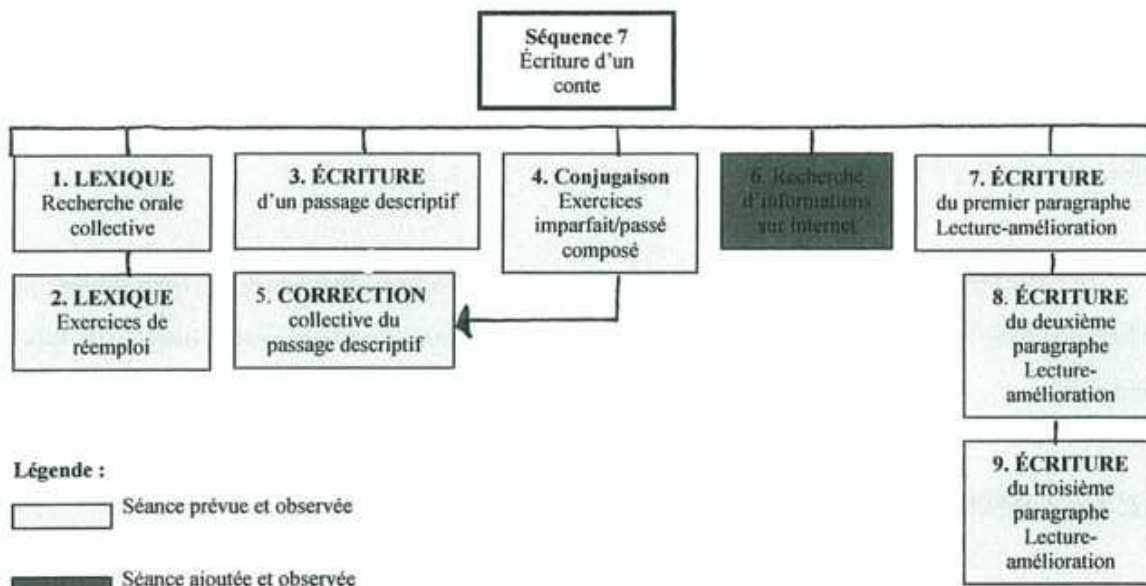 Séquence 7
Écriture d'un
conte
1. LEXIQUE
Recherche orale
collective
3. ÉCRITURE
d'un passage descriptif
4. Conjugaison
Exercices
imparfait/passé
composé
6. Recherche
d'informations
sur internet
7. ÉCRITURE
du premier paragraphe
Lecture-amélioration
2. LEXIQUE
Exercices de
réemploi
5. CORRECTION
collective du
passage descriptif
8. ÉCRITURE
du deuxième
paragraphe
Lecture-
amélioration
9. ÉCRITURE
du troisième
paragraphe
Lecture-
amélioration
Légende :
Séance prévue et observée
Séance ajoutée et observée